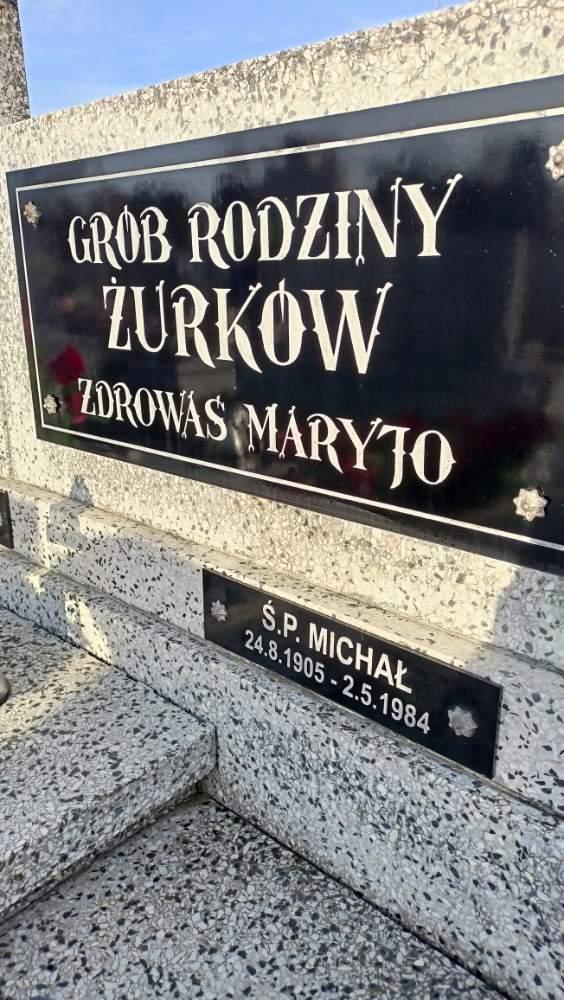 GRÓB RODZINY
ŻURKÓW
ZDROWAŚ MARYJO
Ś.P. MICHAŁ
24.8.1905 - 2.5.1984